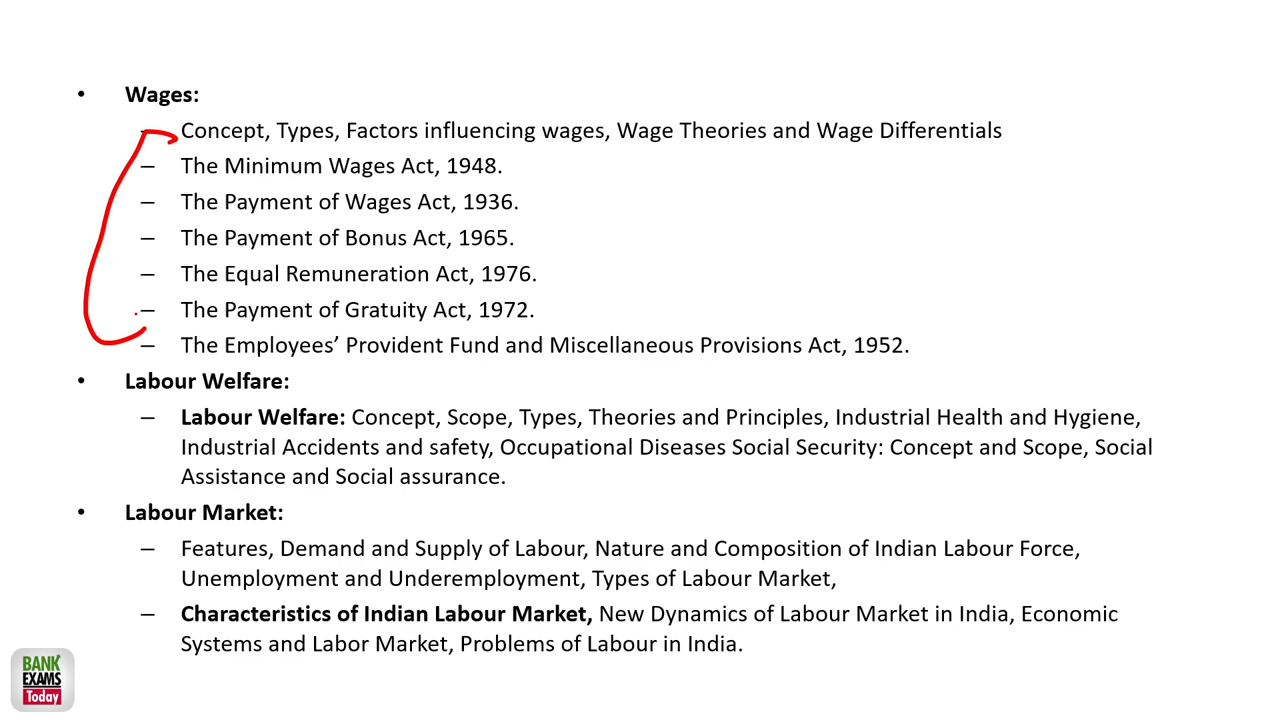 • Wages:
– Concept, Types, Factors influencing wages, Wage Theories and Wage Differentials
– The Minimum Wages Act, 1948.
– The Payment of Wages Act, 1936.
– The Payment of Bonus Act, 1965.
– The Equal Remuneration Act, 1976.
– The Payment of Gratuity Act, 1972.
– The Employees’ Provident Fund and Miscellaneous Provisions Act, 1952.
• Labour Welfare:
– Labour Welfare: Concept, Scope, Types, Theories and Principles, Industrial Health and Hygiene,
Industrial Accidents and safety, Occupational Diseases Social Security: Concept and Scope, Social
Assistance and Social assurance.
• Labour Market:
– Features, Demand and Supply of Labour, Nature and Composition of Indian Labour Force,
Unemployment and Underemployment, Types of Labour Market,
– Characteristics of Indian Labour Market, New Dynamics of Labour Market in India, Economic
Systems and Labor Market, Problems of Labour in India.
BANK
EXAMS
Today